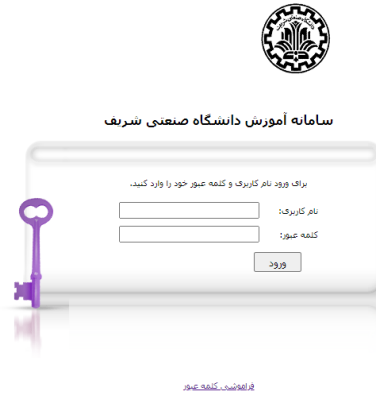 سامانه آموزش دانشگاه صنعتی شریف
برای ورود نام کاربری و کلمه عبور خود را وارد کنید.
نام کاربری:
کلمه عبور:
ورود
فراموشی کلمه عبور